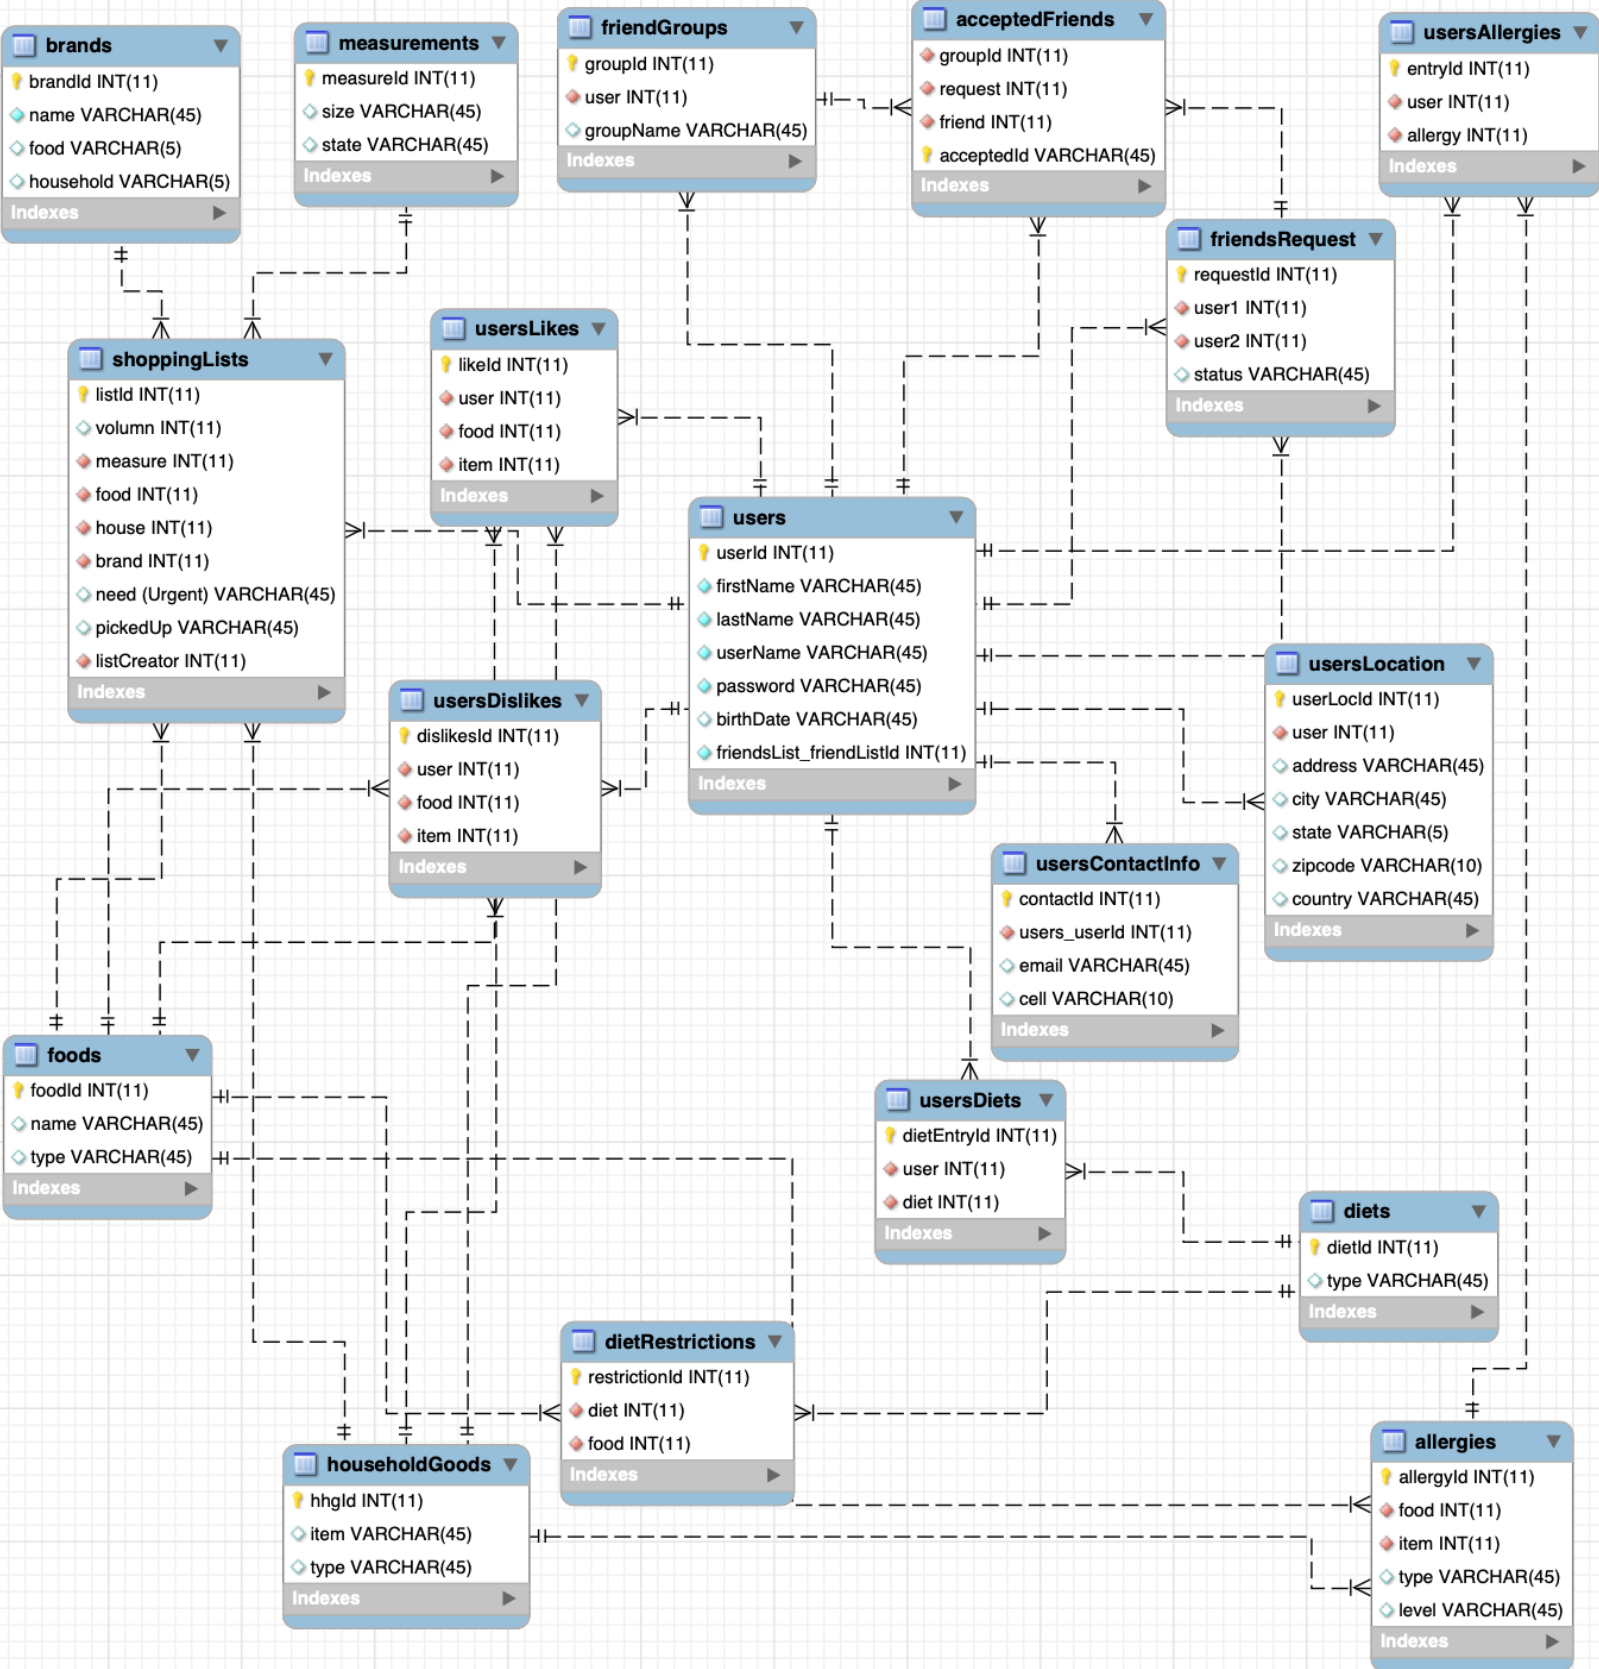 brands
brandId INT(11)
name VARCHAR(45)
food VARCHAR(5)
household VARCHAR(5)
Indexes
measurements
measureId INT(11)
size VARCHAR(45)
state VARCHAR(45)
Indexes
friendGroups
groupId INT(11)
user INT(11)
groupName VARCHAR(45)
Indexes
acceptedFriends
groupId INT(11)
request INT(11)
friend INT(11)
acceptedId VARCHAR(45)
Indexes
usersAllergies
entryId INT(11)
user INT(11)
allergy INT(11)
Indexes
friendsRequest
requestId INT(11)
user1 INT(11)
user2 INT(11)
status VARCHAR(45)
Indexes
shoppingLists
listId INT(11)
volumn INT(11)
measure INT(11)
food INT(11)
house INT(11)
brand INT(11)
need (Urgent) VARCHAR(45)
pickedUp VARCHAR(45)
listCreator INT(11)
Indexes
usersLikes
likeId INT(11)
user INT(11)
food INT(11)
item INT(11)
Indexes
users
userId INT(11)
firstName VARCHAR(45)
lastName VARCHAR(45)
userName VARCHAR(45)
password VARCHAR(45)
birthDate VARCHAR(45)
friendsList_friendListId INT(11)
Indexes
usersDislikes
dislikesId INT(11)
user INT(11)
food INT(11)
item INT(11)
Indexes
usersLocation
userLocId INT(11)
user INT(11)
address VARCHAR(45)
city VARCHAR(45)
state VARCHAR(5)
zipcode VARCHAR(10)
country VARCHAR(45)
Indexes
usersContactInfo
contactId INT(11)
users_userId INT(11)
email VARCHAR(45)
cell VARCHAR(10)
Indexes
foods
foodId INT(11)
name VARCHAR(45)
type VARCHAR(45)
Indexes
usersDiets
dietEntryId INT(11)
user INT(11)
diet INT(11)
Indexes
diets
dietId INT(11)
type VARCHAR(45)
Indexes
dietRestrictions
restrictionId INT(11)
diet INT(11)
food INT(11)
Indexes
householdGoods
hhgId INT(11)
item VARCHAR(45)
type VARCHAR(45)
Indexes
allergies
allergyId INT(11)
food INT(11)
item INT(11)
type VARCHAR(45)
level VARCHAR(45)
Indexes